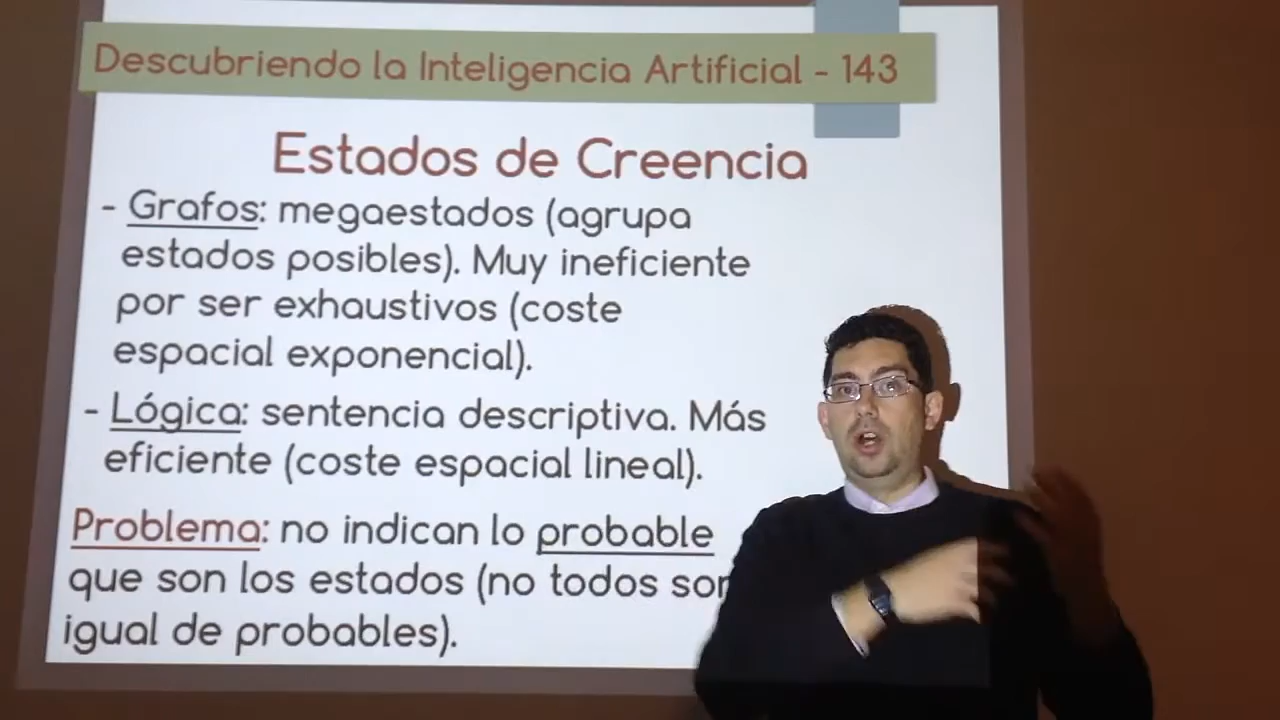 Descubriendo la Inteligencia Artificial - 143
Estados de Creencia
- Grafos: megaestados (agrupa
estados posibles). Muy ineficiente
por ser exhaustivos (coste
espacial exponencial).
- Lógica: sentencia descriptiva. Más
eficiente (coste espacial lineal).
Problema: no indican lo probable
que son los estados (no todos son
igual de probables).